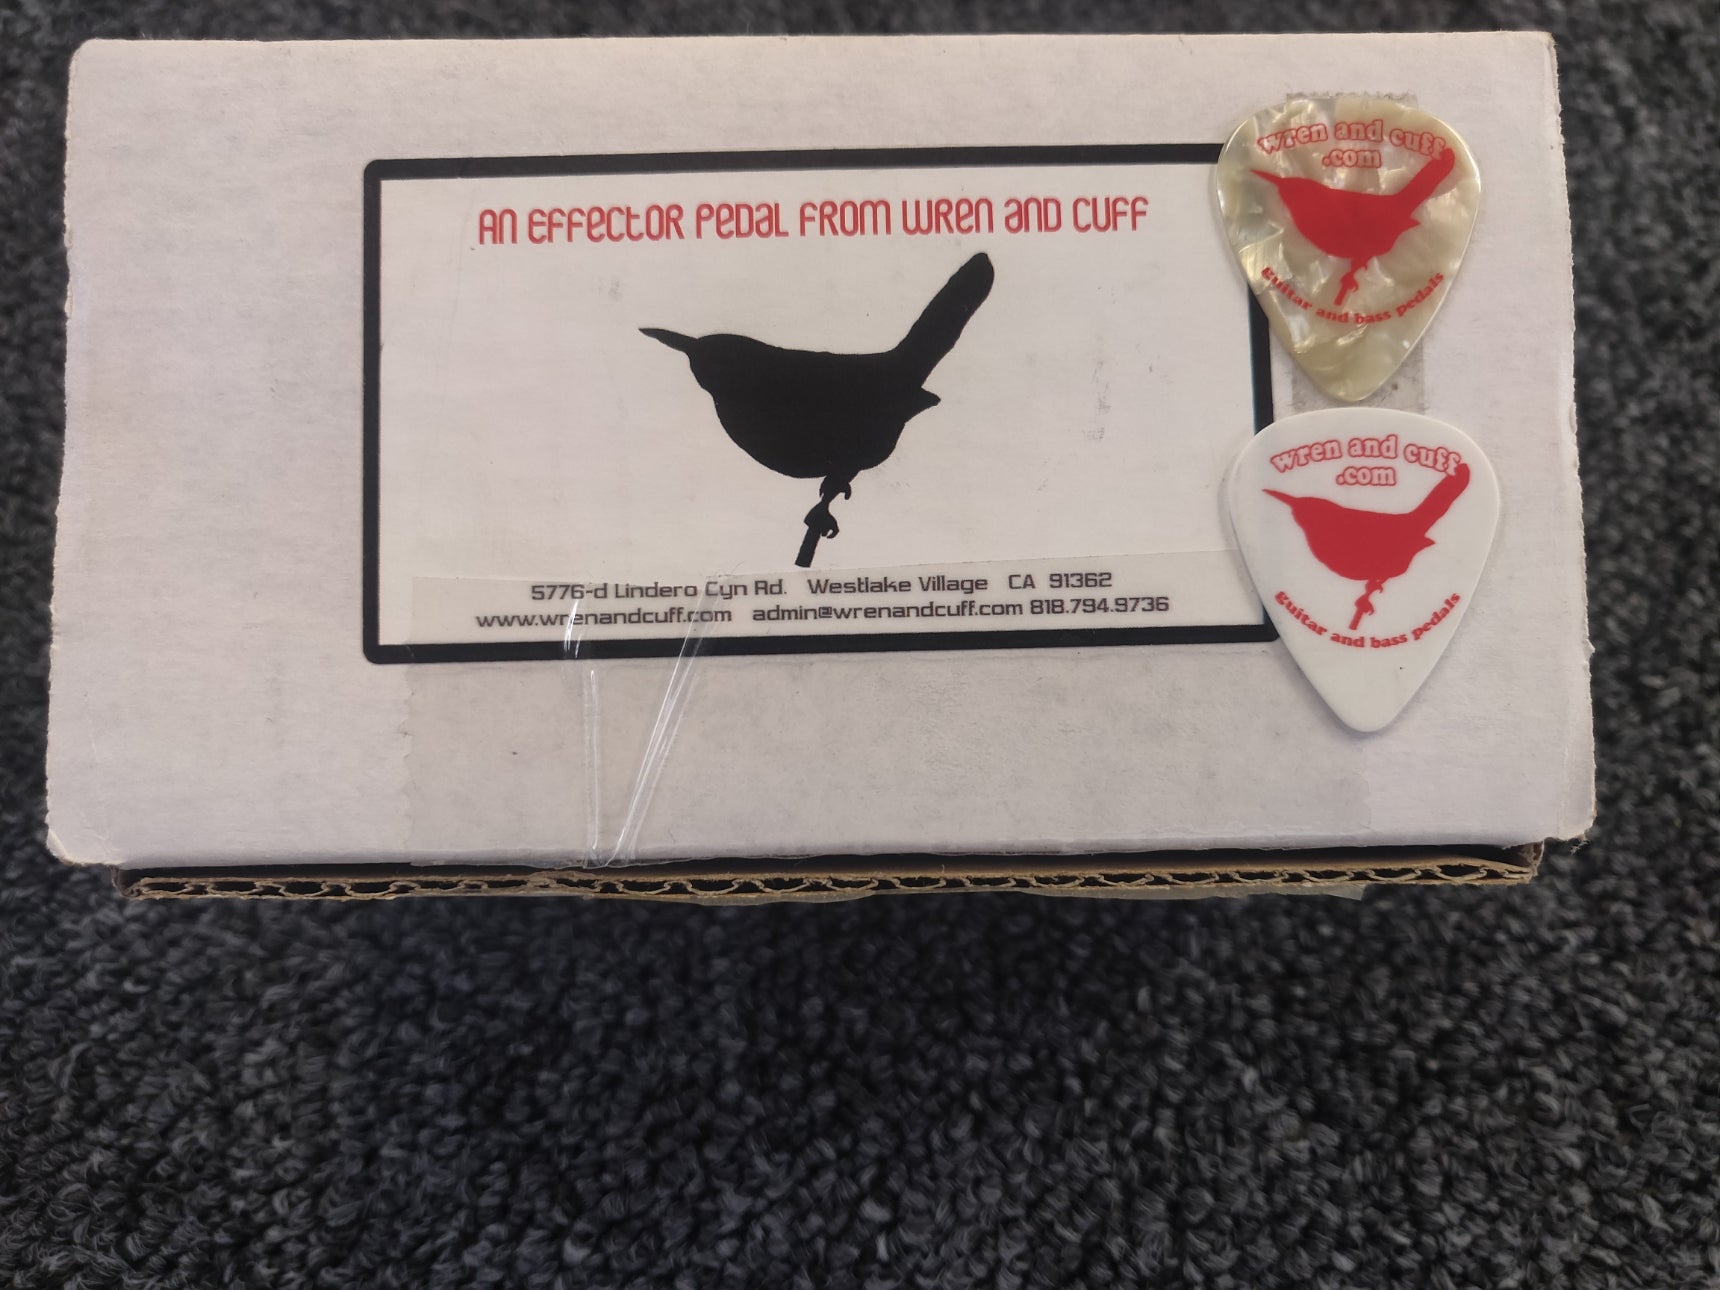 AN EFFECTOR PEDAL FROM WREN AND CUFF
5776-d Lindero Cyn Rd. Westlake Village CA 91362
www.wrenandcuff.com admin@wrenandcuff.com 818.794.9736
wren and cuff
.com
guitar and bass pedals
wren and cuff
.com
guitar and bass pedals